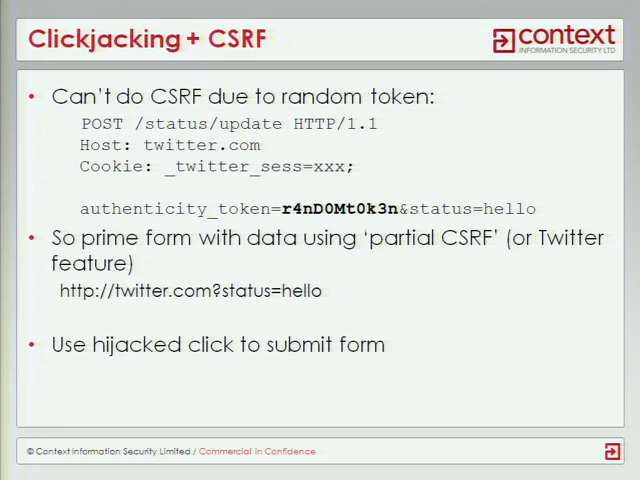 Clickjacking + CSRF
context
INFORMATION SECURITY LTD
• Can't do CSRF due to random token:
POST /status/update HTTP/1.1
Host: twitter.com
Cookie: _twitter_sess=xxx;
authenticity_token=r4nD0Mt0k3n&status=hello
• So prime form with data using 'partial CSRF' (or Twitter
feature)
http://twitter.com?status=hello
• Use hijacked click to submit form
© Context Information Security Limited / Commercial in Confidence